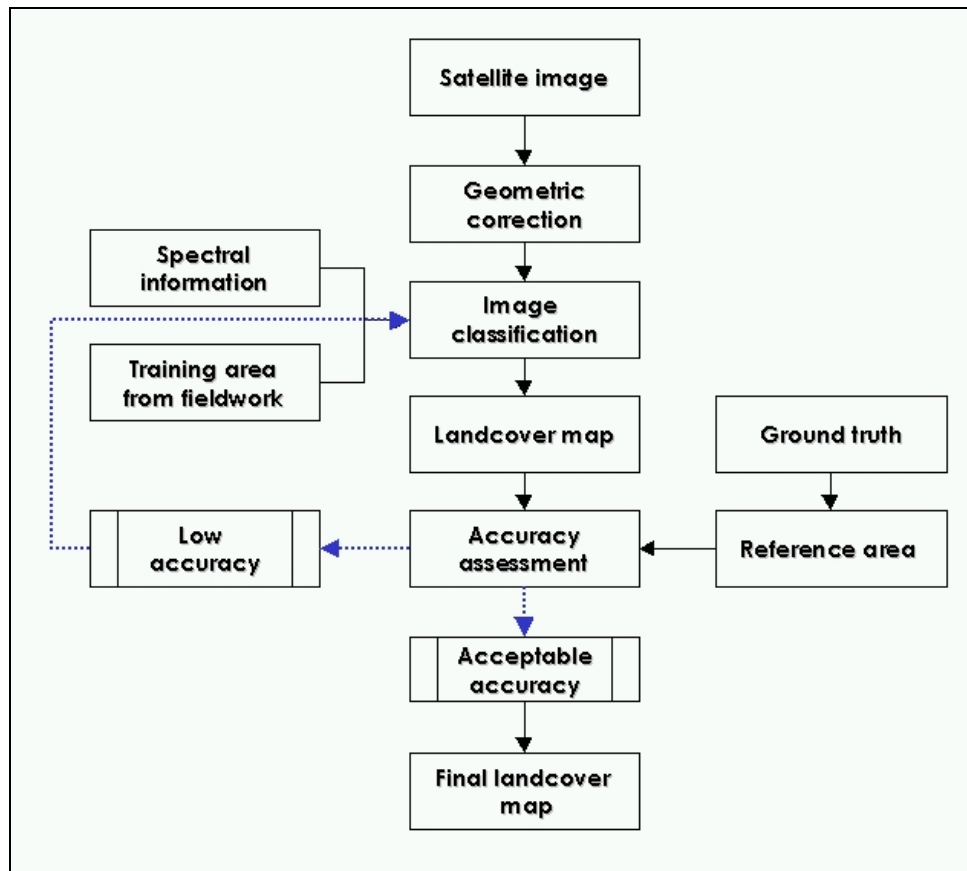 Satellite image
Geometric
correction
Spectral
information
Image
classification
Training area
from fieldwork
Landcover map
Ground truth
Low
accuracy
Accuracy
assessment
Reference area
Acceptable
accuracy
Final landcover
map